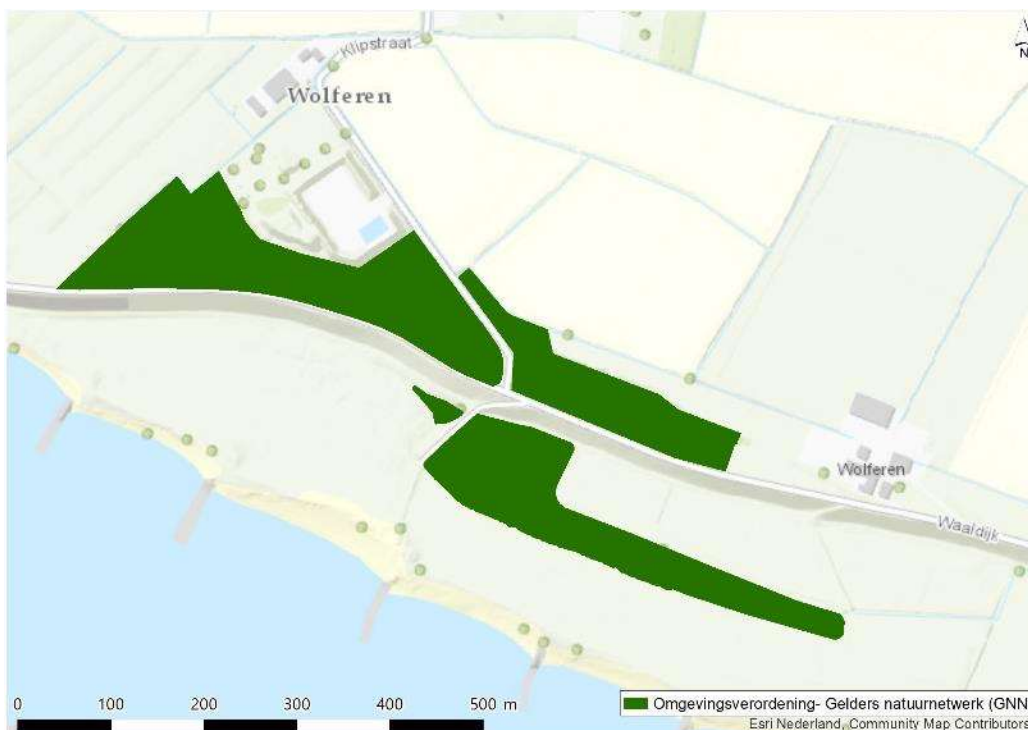 Klipstraat
N
Wolferen
Wolferen
Waaldijk
0 100 200 300 400 500 m
Omgevingsverordening- Gelders natuurnetwerk (GNN
Esri Nederland, Community Map Contributors